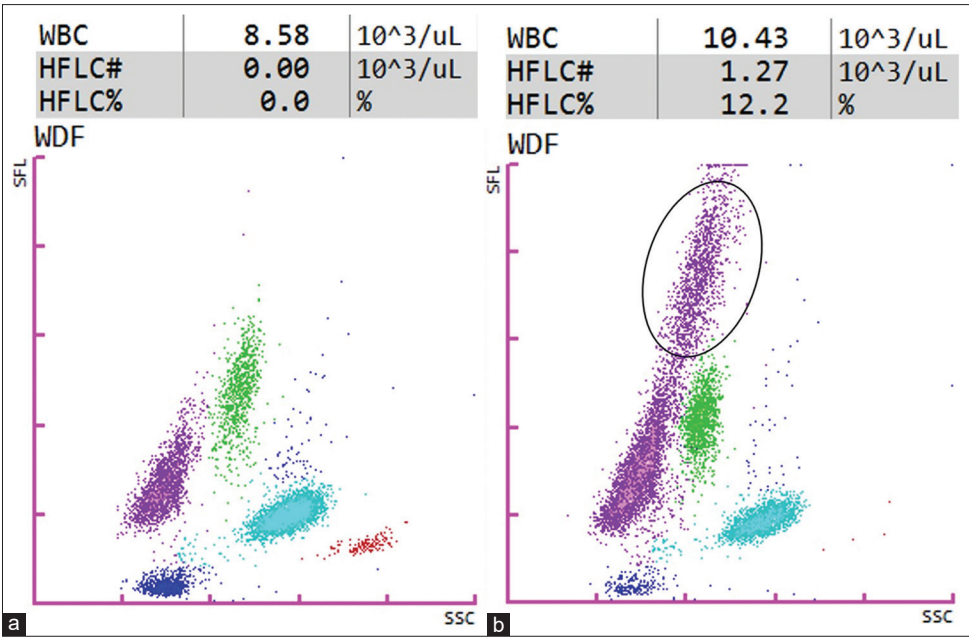 WBC 8.58 10^3/uL
HFLC# 0.00 10^3/uL
HFLC% 0.0 %
WDF
SFL
SSC
a
WBC 10.43 10^3/uL
HFLC# 1.27 10^3/uL
HFLC% 12.2 %
WDF
SFL
SSC
b